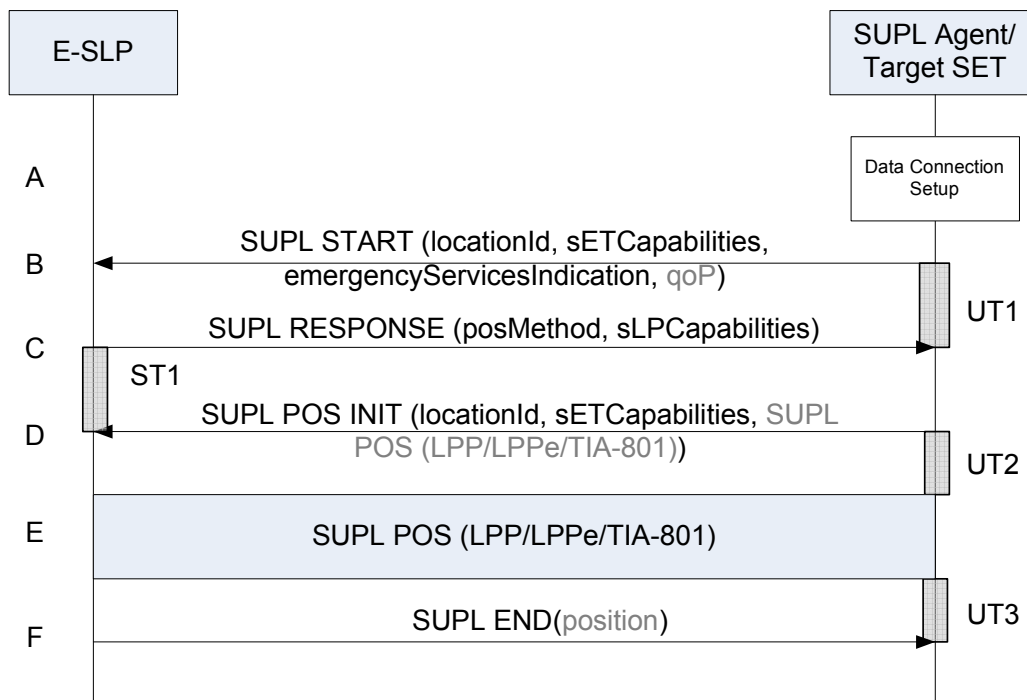 E-SLP
SUPL Agent/
Target SET
A
Data Connection
Setup
B
SUPL START (locationId, sETCapabilities,
emergencyServicesIndication, qoP)
UT1
C
SUPL RESPONSE (posMethod, sLPCapabilities)
ST1
D
SUPL POS INIT (locationId, sETCapabilities, SUPL
POS (LPP/LPPe/TIA-801))
UT2
E
SUPL POS (LPP/LPPe/TIA-801)
F
SUPL END(position)
UT3